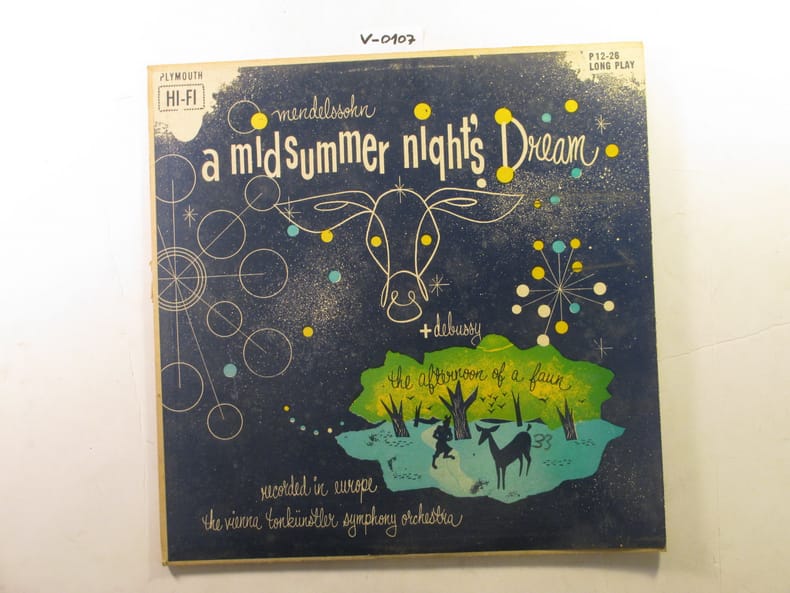 V-0107
PLYMOUTH
HI-FI
P12-26
LONG PLAY
mendelssohn
a midsummer night's Dream
+debussy
the afternoon of a faun
33
recorded in europe
the vienna tonkünstler symphony orchestra